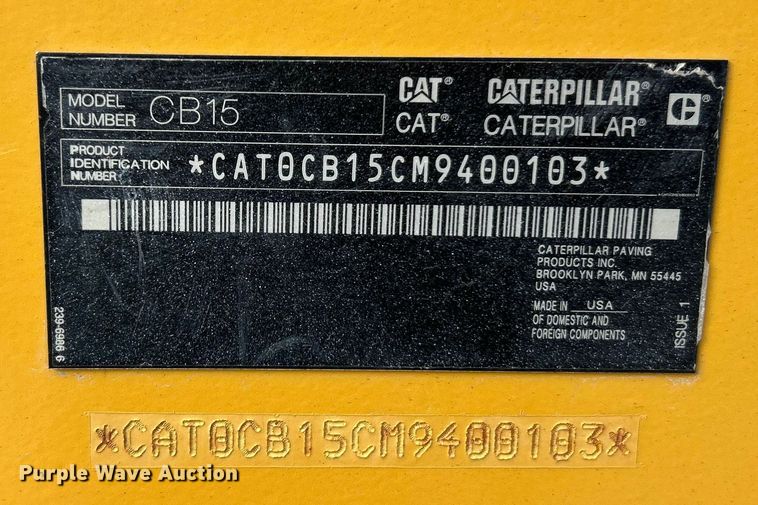 MODEL NUMBER CB15
CAT® CATERPILLAR®
CAT® CATERPILLAR®
PRODUCT IDENTIFICATION NUMBER *CAT0CB15CM9400103*
CATERPILLAR PAVING
PRODUCTS INC.
BROOKLYN PARK, MN 55445
USA
MADE IN USA
OF DOMESTIC AND
FOREIGN COMPONENTS
ISSUE 1
239-6986 6
*CAT0CB15CM9400103*
Purple Wave Auction